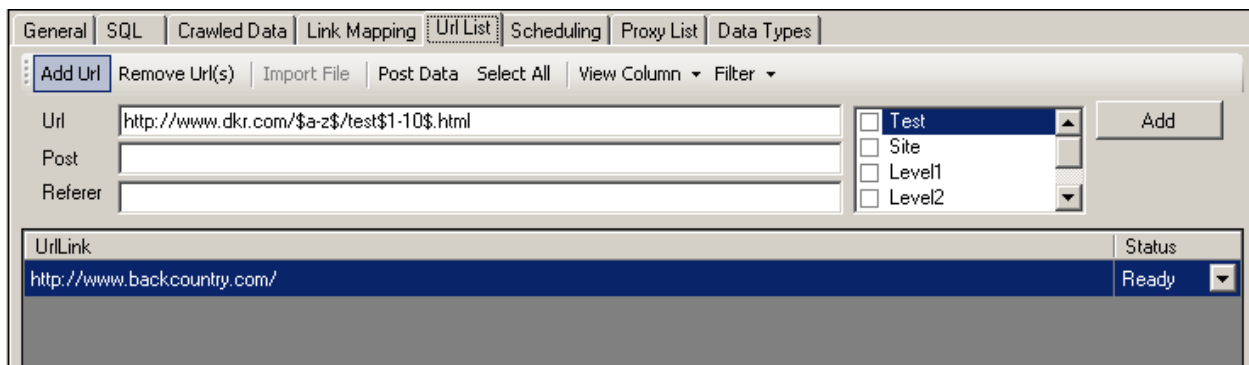 General SQL Crawled Data Link Mapping Url List Scheduling Proxy List Data Types
Add Url Remove Url(s) Import File Post Data Select All View Column Filter
Url http://www.dkr.com/$a-z$/test$1-10$.html Test Add
Post Site
Level1
Referer Level2
UrlLink Status
http://www.backcountry.com/ Ready